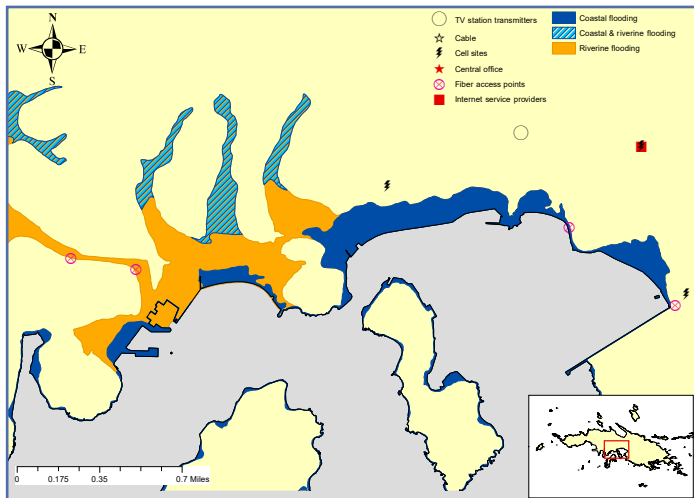 N
W E
S
TV station transmitters
Cable
Cell sites
Central office
Fiber access points
Internet service providers
Coastal flooding
Coastal & riverine flooding
Riverine flooding
0 0.175 0.35 0.7 Miles